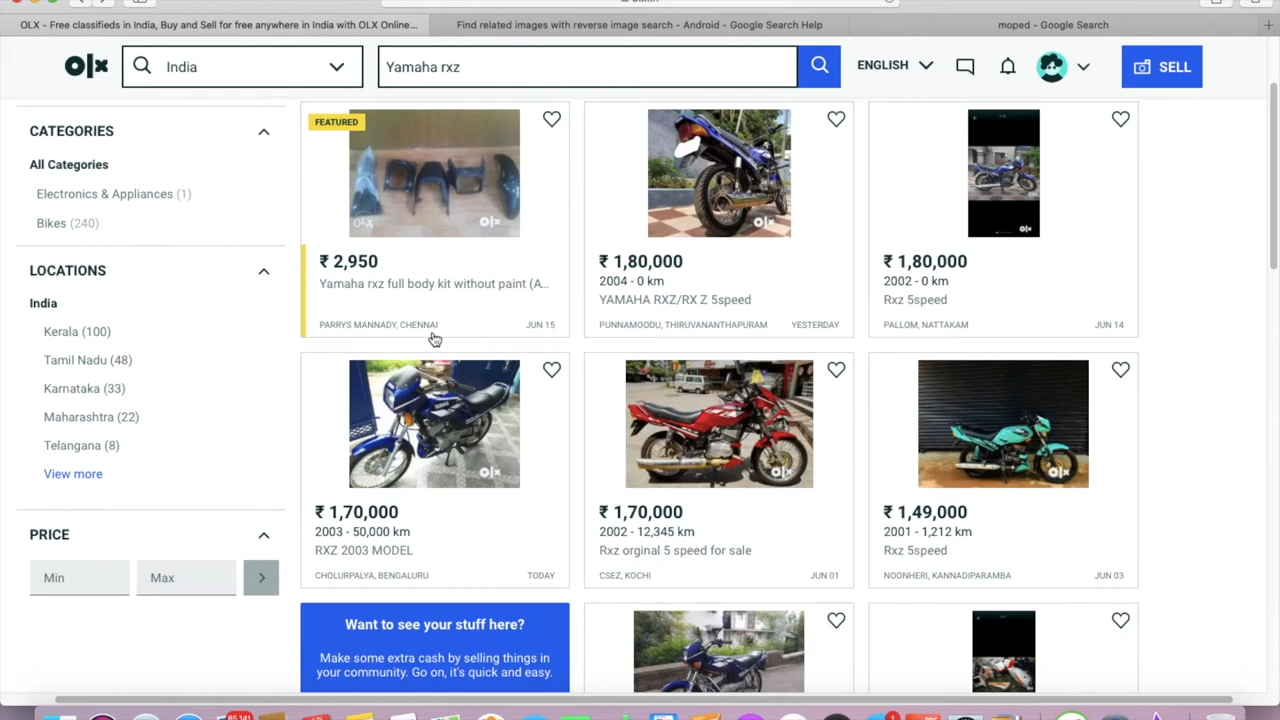 OLX - Free classifieds in India, Buy and Sell for free anywhere in India with OLX Online...
Find related images with reverse image search - Android - Google Search Help
moped - Google Search
olx
India
Yamaha rxz
ENGLISH
SELL
CATEGORIES
All Categories
Electronics & Appliances (1)
Bikes (240)
LOCATIONS
India
Kerala (100)
Tamil Nadu (48)
Karnataka (33)
Maharashtra (22)
Telangana (8)
View more
PRICE
Min
Max
FEATURED
OLX
olx
₹ 2,950
Yamaha rxz full body kit without paint (A...
PARRYS MANNADY, CHENNAI
JUN 15
olx
₹ 1,80,000
2004 - 0 km
YAMAHA RXZ/RX Z 5speed
PUNNAMOODU, THIRUVANANTHAPURAM
YESTERDAY
olx
₹ 1,80,000
2002 - 0 km
Rxz 5speed
PALLOM, NATTAKAM
JUN 14
olx
₹ 1,70,000
2003 - 50,000 km
RXZ 2003 MODEL
CHOLURPALYA, BENGALURU
TODAY
olx
₹ 1,70,000
2002 - 12,345 km
Rxz orginal 5 speed for sale
CSEZ, KOCHI
JUN 01
olx
₹ 1,49,000
2001 - 1,212 km
Rxz 5speed
NOONHERI, KANNADIPARAMBA
JUN 03
Want to see your stuff here?
Make some extra cash by selling things in
your community. Go on, it's quick and easy.